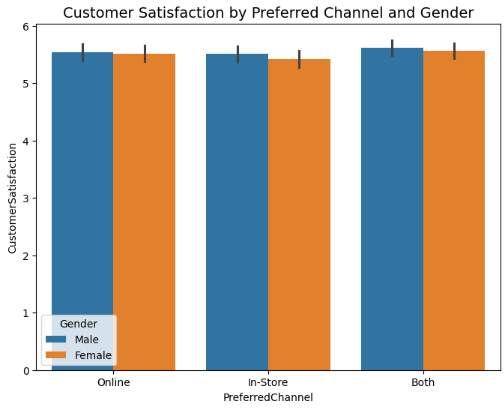 Customer Satisfaction by Preferred Channel and Gender
CustomerSatisfaction
6
5
4
3
2
1
0
Gender
Male
Female
Online In-Store Both
PreferredChannel